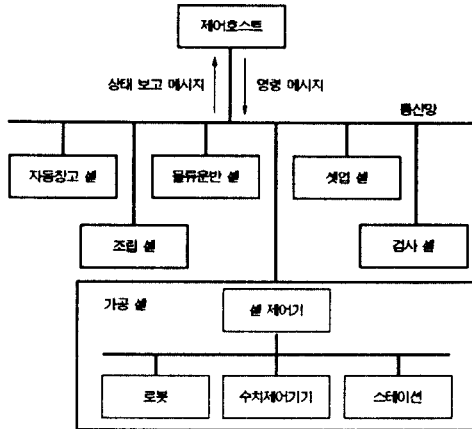 제어호스트
상태 보고 메시지
명령 메시지
통신망
자동창고 셀
물류운반 셀
셋업 셀
조립 셀
검사 셀
가공 셀
셀 제어기
로봇
수치제어기기
스테이션